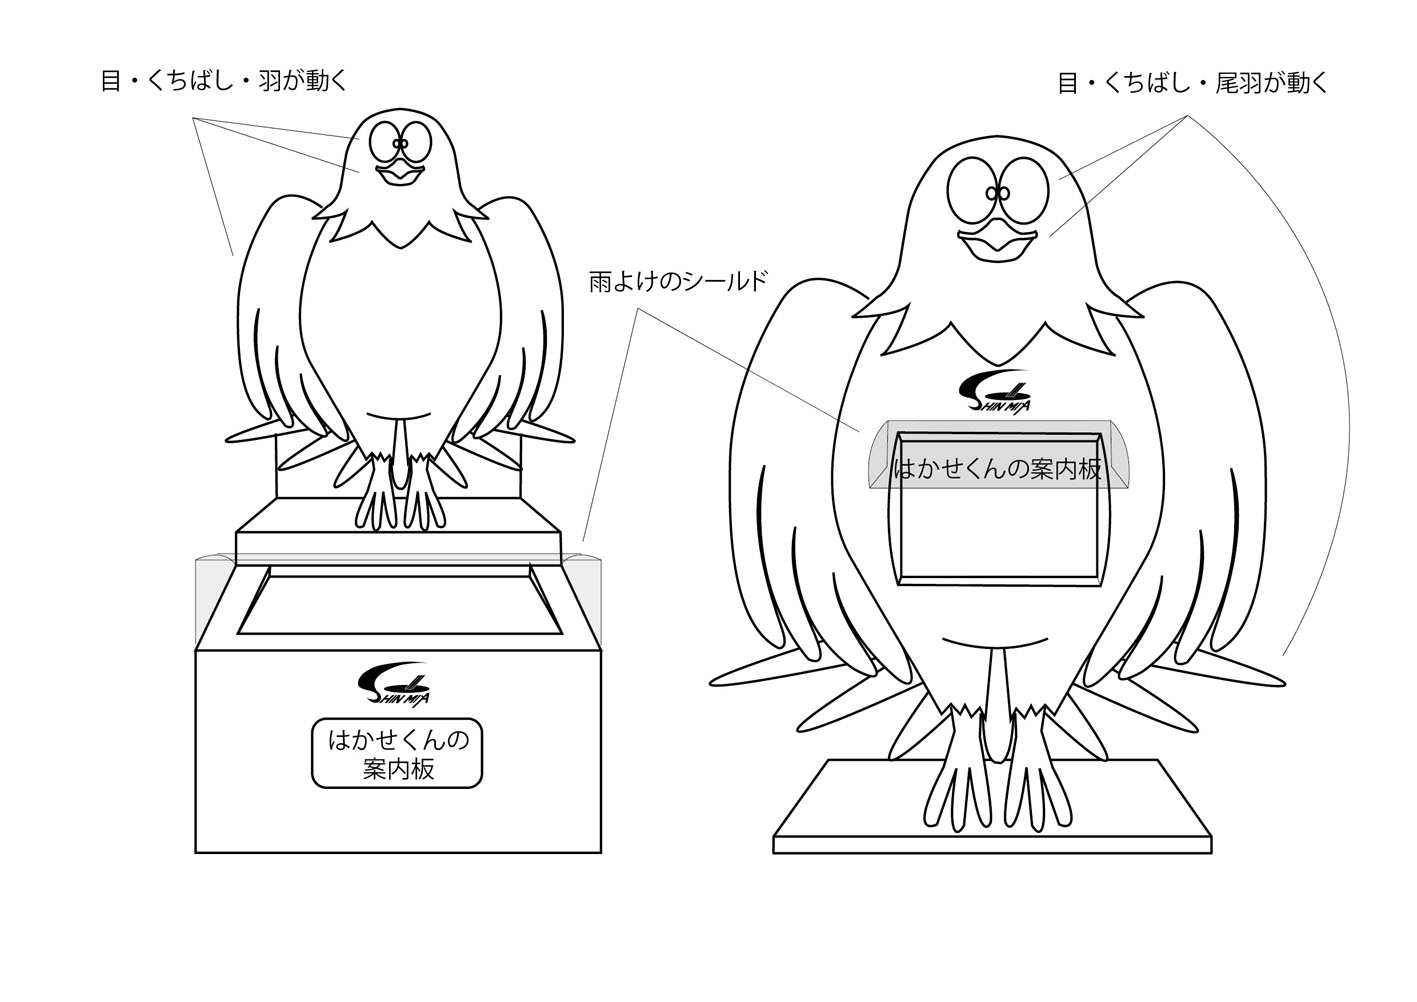 目・くちばし・羽が動く
目・くちばし・尾羽が動く
雨よけのシールド
SHIN MIA
はかせくんの案内板
SHIN MIA
はかせくんの
案内板